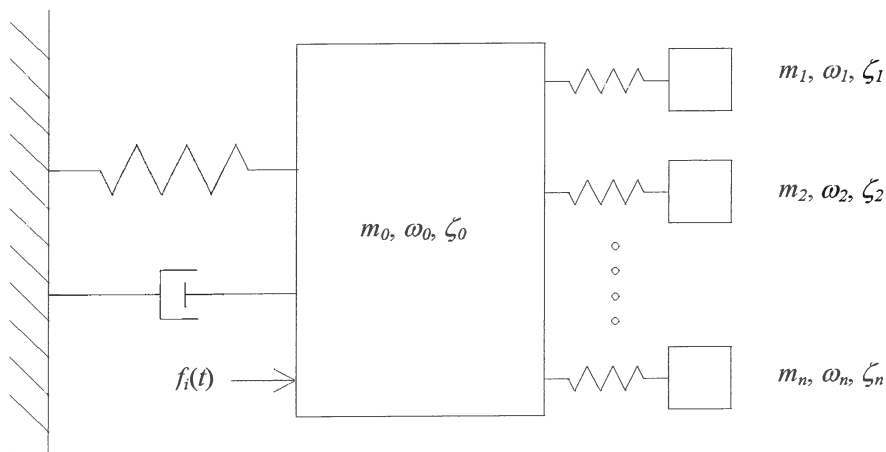 m₁, ω₁, ζ₁
m₂, ω₂, ζ₂
m₀, ω₀, ζ₀
fᵢ(t)
mₙ, ωₙ, ζₙ